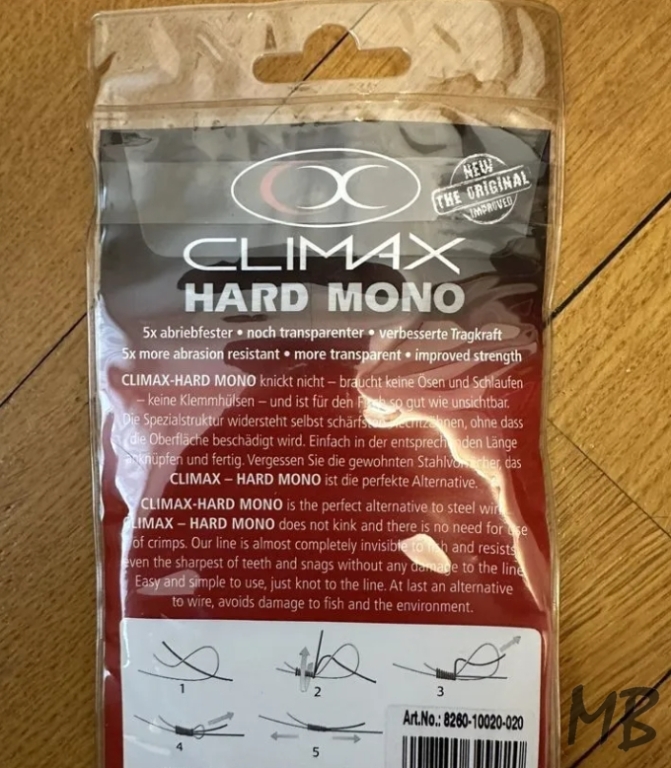 NEW
THE ORIGINAL
IMPROVED
CLIMAX
HARD MONO
5x abriebfester • noch transparenter • verbesserte Tragkraft
5x more abrasion resistant • more transparent • improved strength
CLIMAX-HARD MONO knickt nicht – braucht keine Ösen und Schlaufen
– keine Klemmhülsen – und ist für den Fisch so gut wie unsichtbar.
Die Spezialstruktur widersteht selbst schärfsten Hechtzähnen, ohne dass
die Oberfläche beschädigt wird. Einfach in der entsprechenden Länge
anknüpfen und fertig. Vergessen Sie die gewohnten Stahlvorfächer, das
CLIMAX – HARD MONO ist die perfekte Alternative.
CLIMAX-HARD MONO is the perfect alternative to steel wire.
CLIMAX – HARD MONO does not kink and there is no need for use
of crimps. Our line is almost completely invisible to fish and resists
even the sharpest of teeth and snags without any damage to the line.
Easy and simple to use, just knot to the line. At last an alternative
to wire, avoids damage to fish and the environment.
1
2
3
4
5
Art.No.: 8260-10020-020
MB